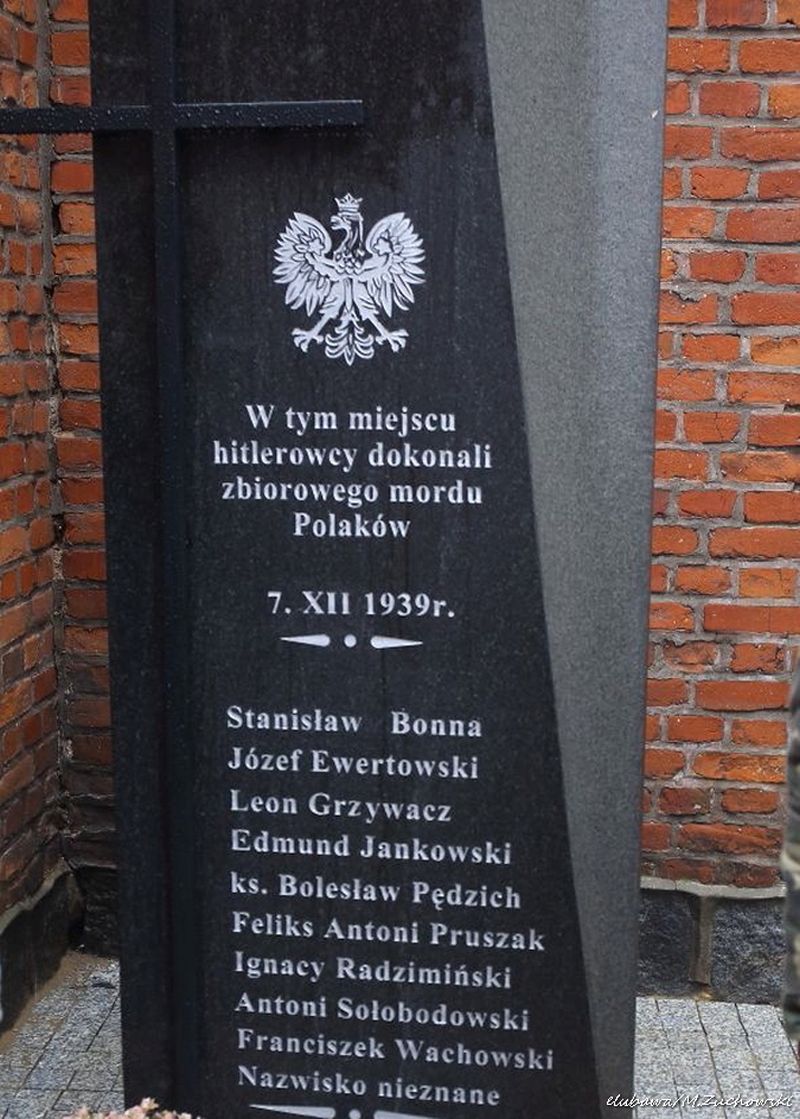 W tym miejscu
hitlerowcy dokonali
zbiorowego mordu
Polaków
7. XII 1939r.
Stanisław Bonna
Józef Ewertowski
Leon Grzywacz
Edmund Jankowski
ks. Bolesław Pędzich
Feliks Antoni Pruszak
Ignacy Radzimiński
Antoni Sołobodowski
Franciszek Wachowski
Nazwisko nieznane
elubawa/M.Żuchowski